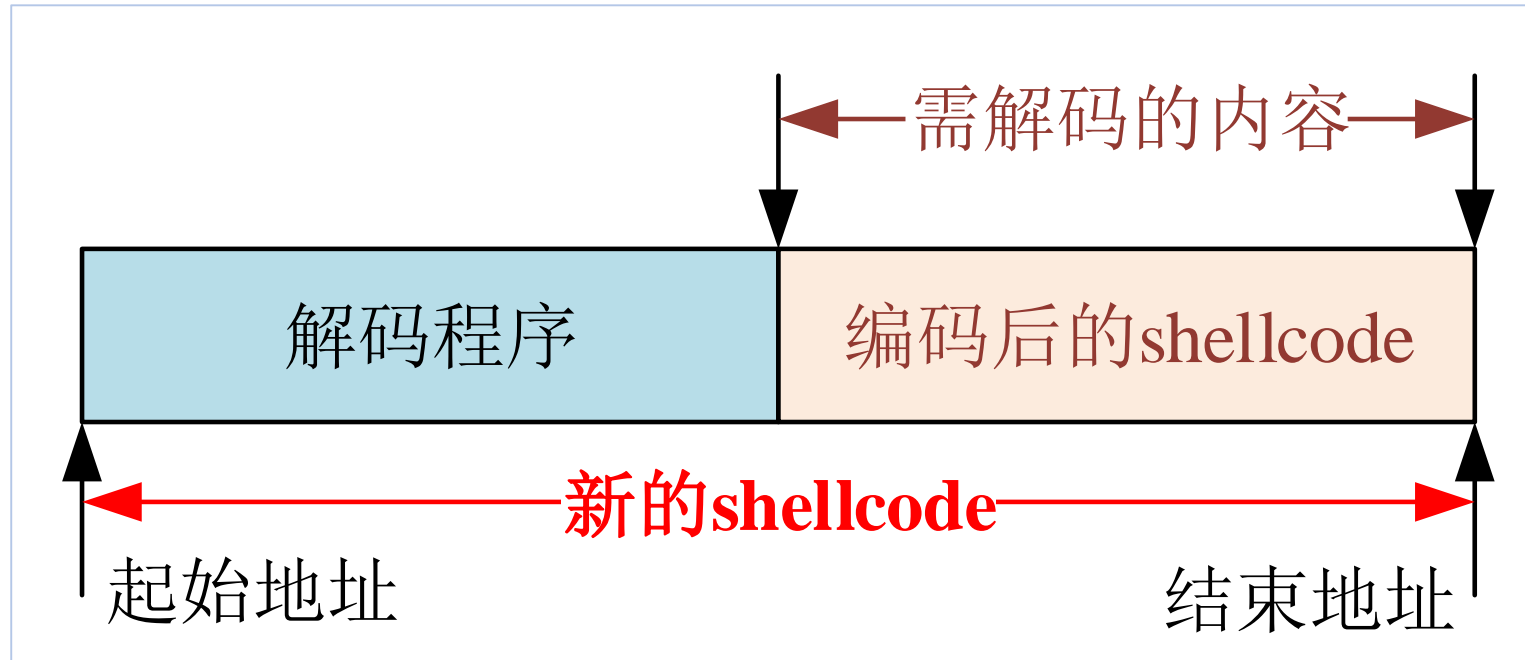 需解码的内容
解码程序
编码后的shellcode
新的shellcode
起始地址
结束地址